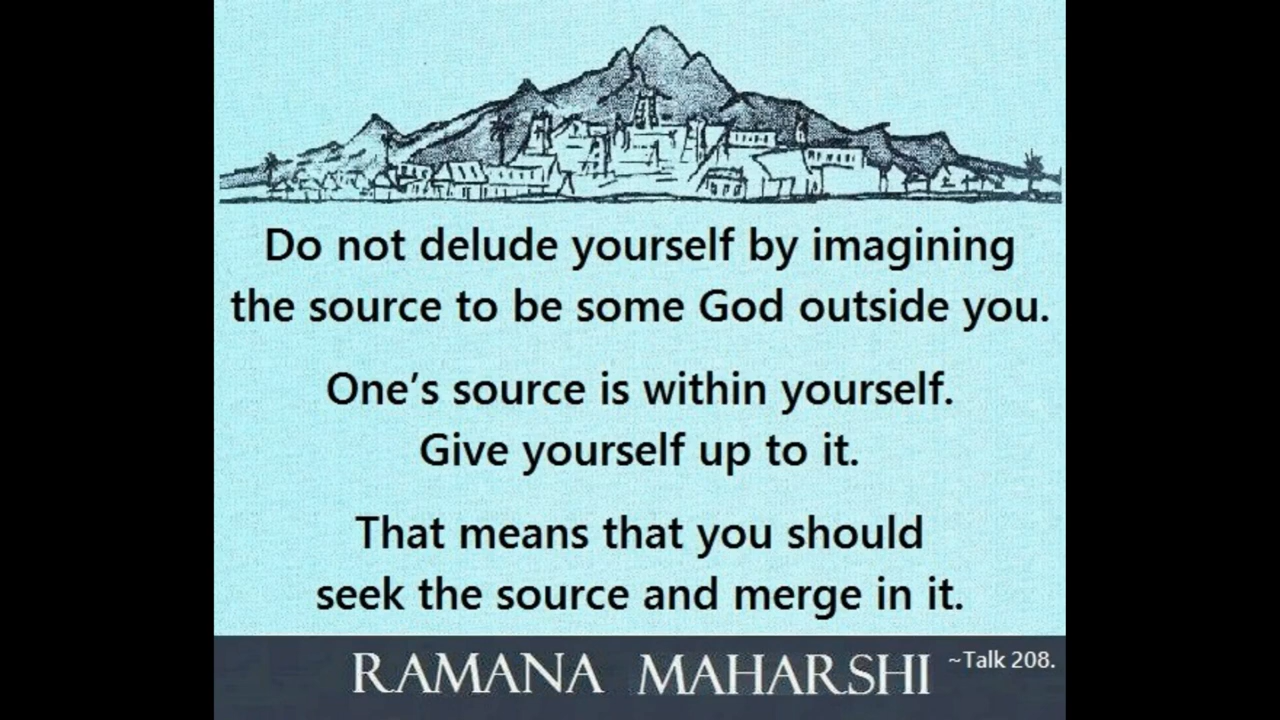 Do not delude yourself by imagining
the source to be some God outside you.
One’s source is within yourself.
Give yourself up to it.
That means that you should
seek the source and merge in it.
RAMANA MAHARSHI ~Talk 208.